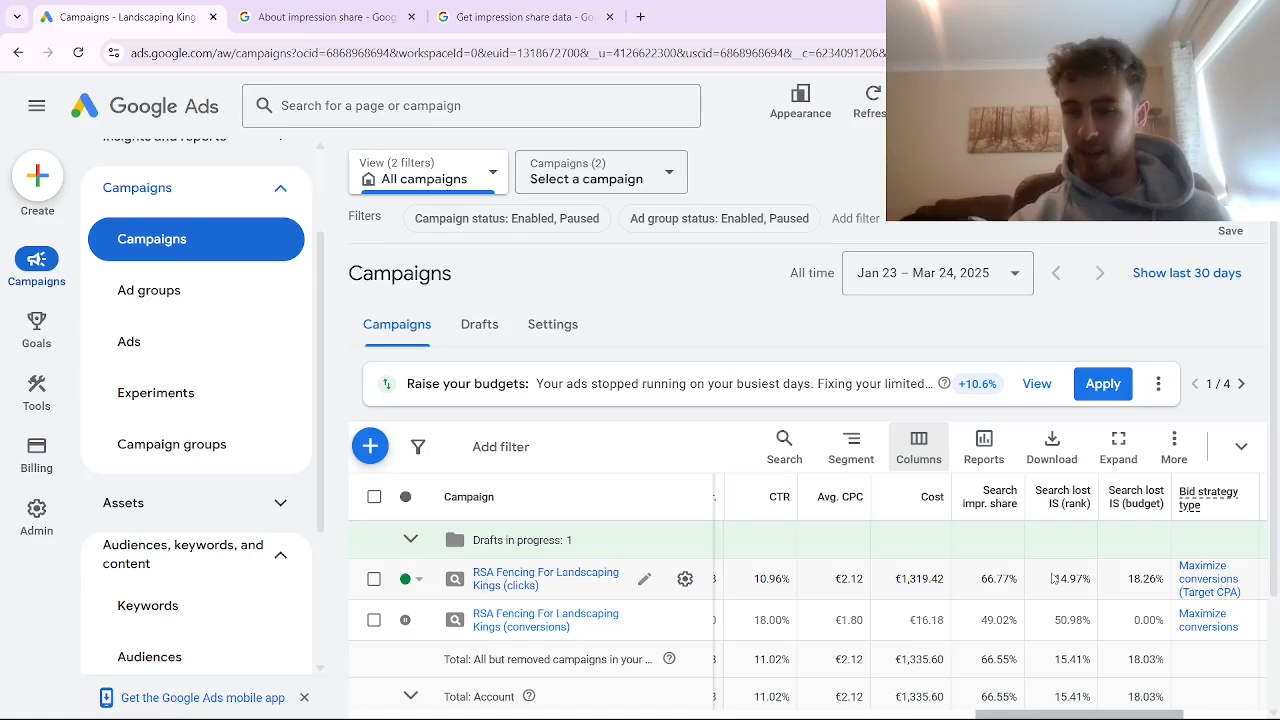 Campaigns - Landscaping King
About impression share - Goog
Get impression share data - Go
ads.google.com/aw/campaigns?ocid=6868968694&workspaceId=0&euid=1318672700&__u=4126622300&uscid=6868968694&__c=6234091206&
Google Ads
Search for a page or campaign
Appearance
Refres
Insights and reports
Create
Campaigns
Goals
Tools
Billing
Admin
Campaigns
Campaigns
Ad groups
Ads
Experiments
Campaign groups
Assets
Audiences, keywords, and
content
Keywords
Audiences
Get the Google Ads mobile app
View (2 filters)
All campaigns
Campaigns (2)
Select a campaign
Filters
Campaign status: Enabled, Paused
Ad group status: Enabled, Paused
Add filter
Save
Campaigns
All time
Jan 23 – Mar 24, 2025
Show last 30 days
Campaigns
Drafts
Settings
Raise your budgets: Your ads stopped running on your busiest days. Fixing your limited...
+10.6%
View
Apply
1 / 4
Add filter
Search
Segment
Columns
Reports
Download
Expand
More
Campaign
CTR
Avg. CPC
Cost
Search
impr. share
Search lost
IS (rank)
Search lost
IS (budget)
Bid strategy
type
Drafts in progress: 1
RSA Fencing For Landscaping
Kings (clicks)
10.96%
€2.12
€1,319.42
66.77%
14.97%
18.26%
Maximize
conversions
(Target CPA)
RSA Fencing For Landscaping
Kings (conversions)
18.00%
€1.80
€16.18
49.02%
50.98%
0.00%
Maximize
conversions
Total: All but removed campaigns in your ...
11.02%
€2.12
€1,335.60
66.55%
15.41%
18.03%
Total: Account
11.02%
€2.12
€1,335.60
66.55%
15.41%
18.03%